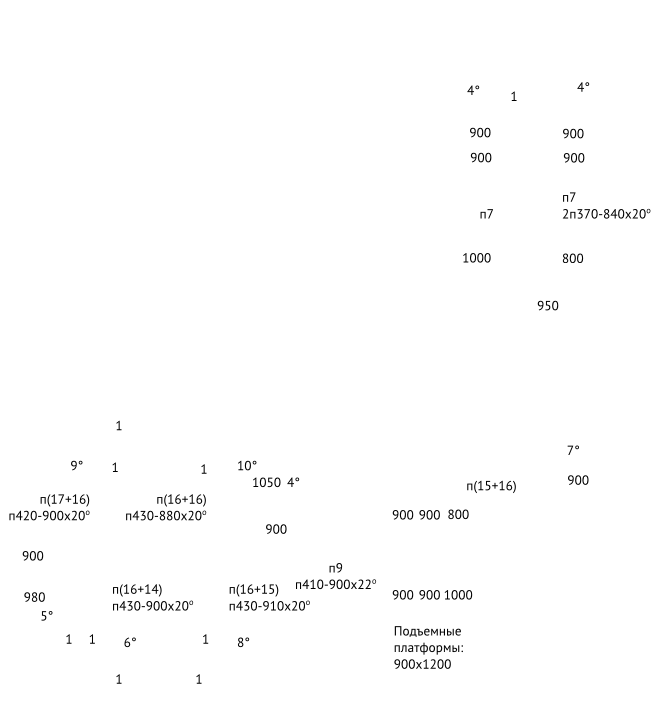 4° 1 4°
900 900
900 900
п7
п7 2п370-840х20°
1000 800
950
1
7°
9° 1 1 10°
1050 4° 900
п(15+16)
п(17+16) п(16+16)
п420-900х20° п430-880х20° 900 900 800
900
900
п9
п410-900х22°
п(16+14) п(16+15)
980 900 900 1000
п430-900х20° п430-910х20°
5°
Подъемные
1 1 6° 1 8°
платформы:
900х1200
1 1